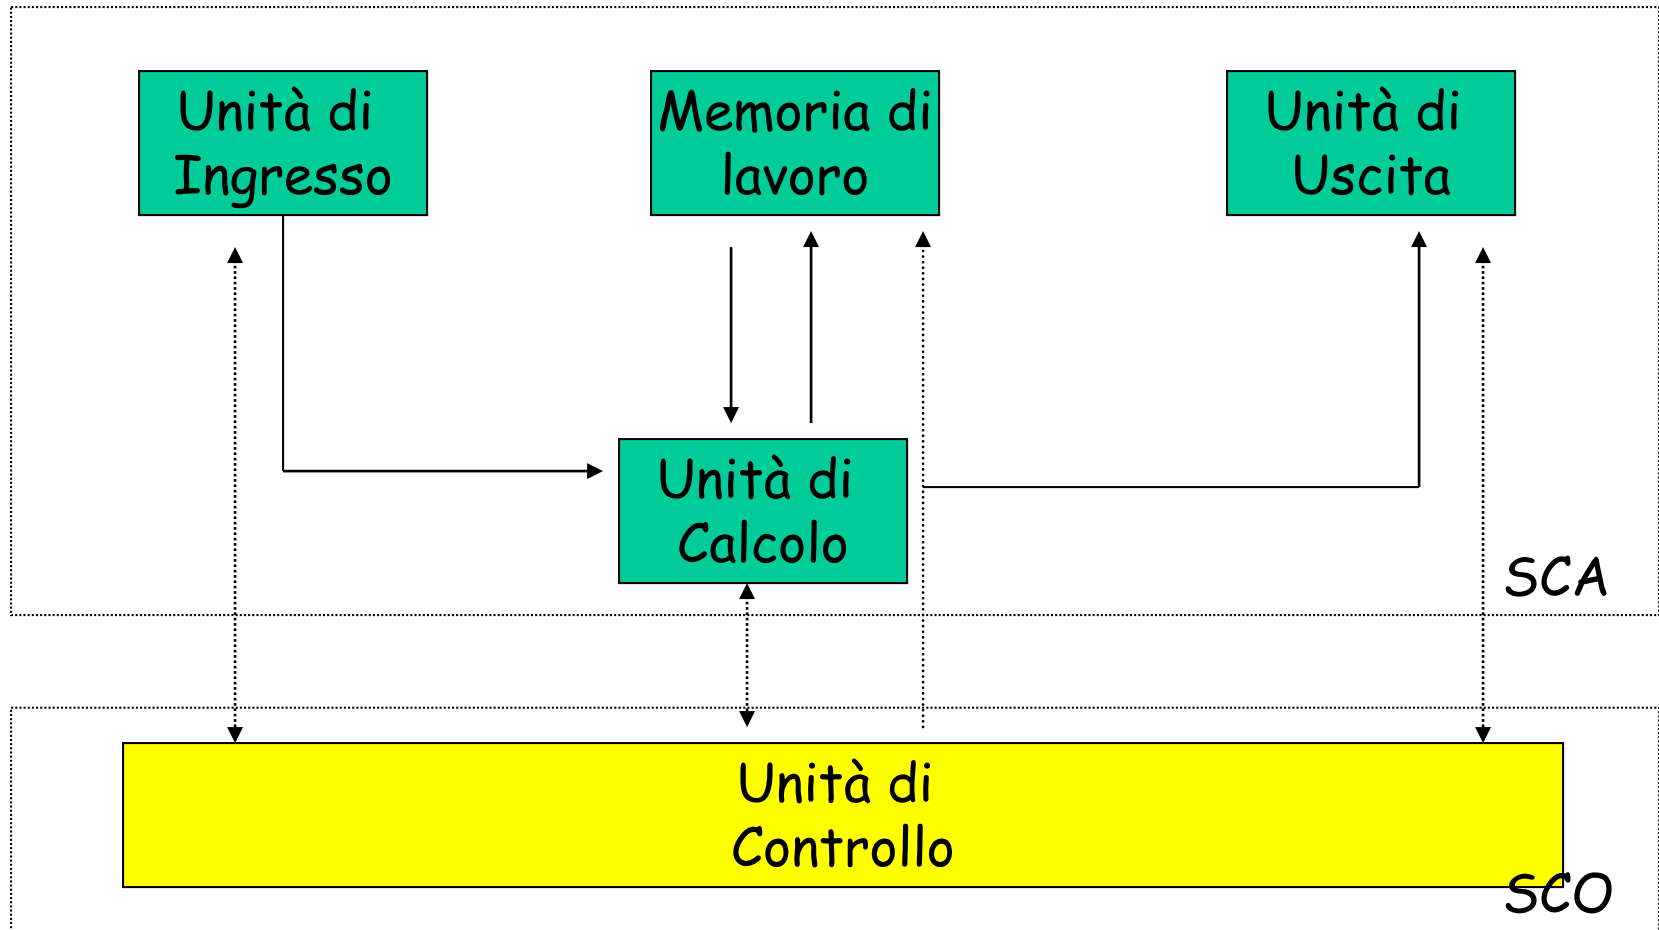 Unità di
Ingresso
Memoria di
lavoro
Unità di
Uscita
Unità di
Calcolo
SCA
Unità di
Controllo
SCO